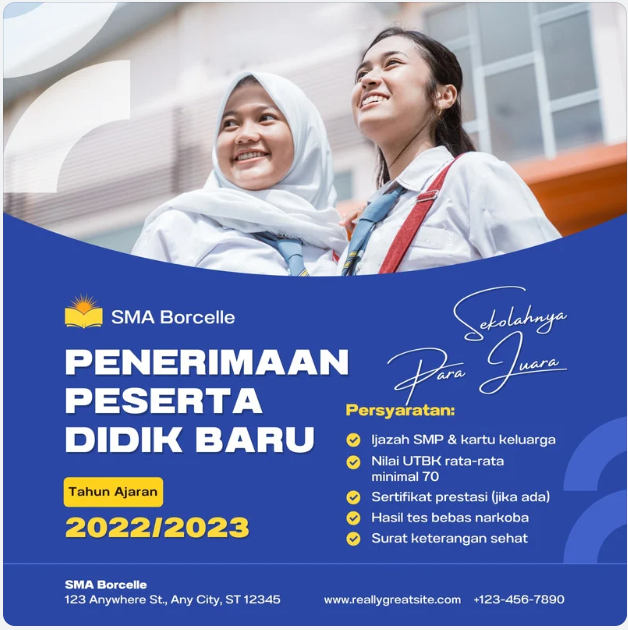 SMA Borcelle
PENERIMAAN
PESERTA
DIDIK BARU
Tahun Ajaran
2022/2023
Sekolahnya
Para Juara
Persyaratan:
Ijazah SMP & kartu keluarga
Nilai UTBK rata-rata
minimal 70
Sertifikat prestasi (jika ada)
Hasil tes bebas narkoba
Surat keterangan sehat
SMA Borcelle
123 Anywhere St., Any City, ST 12345
www.reallygreatsite.com
+123-456-7890